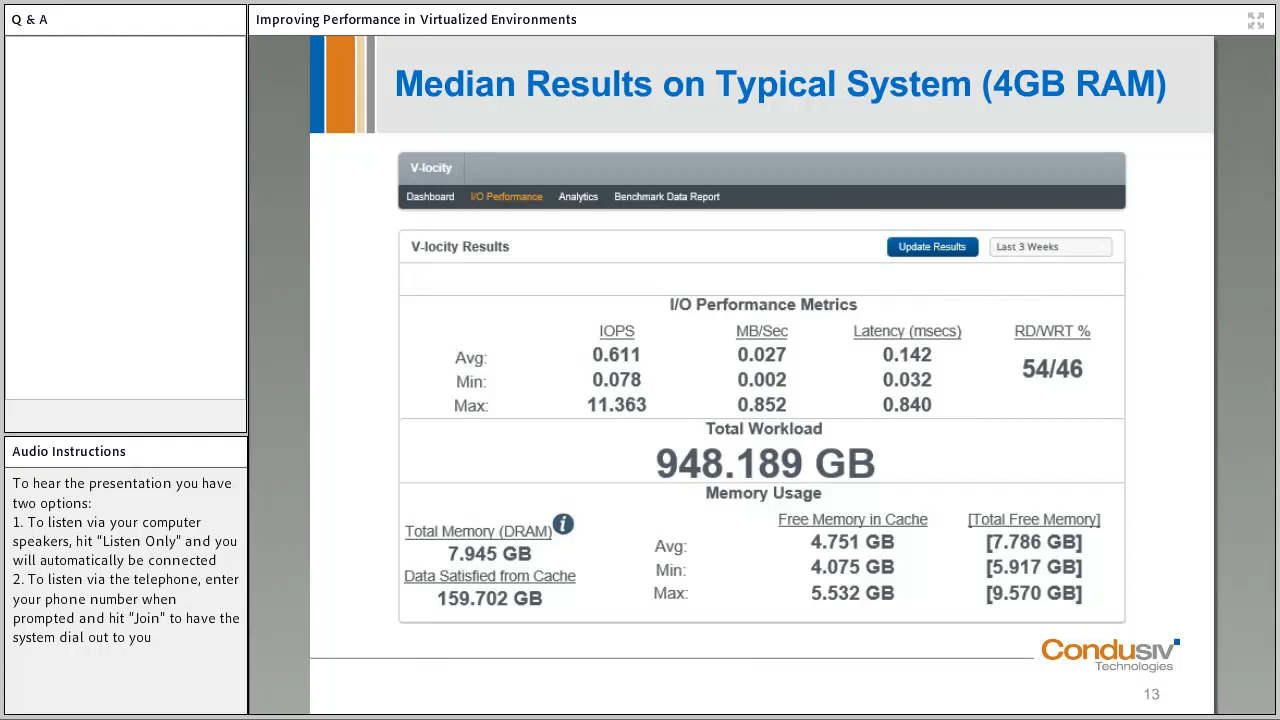 Q & A
Improving Performance in Virtualized Environments
Median Results on Typical System (4GB RAM)
V-locity
Dashboard I/O Performance Analytics Benchmark Data Report
V-locity Results Update Results Last 3 Weeks
I/O Performance Metrics
IOPS MB/Sec Latency (msecs) RD/WRT %
Avg: 0.611 0.027 0.142 54/46
Min: 0.078 0.002 0.032
Max: 11.363 0.852 0.840
Total Workload
948.189 GB
Memory Usage
Total Memory (DRAM) i Free Memory in Cache [Total Free Memory]
7.945 GB Avg: 4.751 GB [7.786 GB]
Data Satisfied from Cache Min: 4.075 GB [5.917 GB]
159.702 GB Max: 5.532 GB [9.570 GB]
Condusiv
Technologies
13
Audio Instructions
To hear the presentation you have
two options:
1. To listen via your computer
speakers, hit "Listen Only" and you
will automatically be connected
2. To listen via the telephone, enter
your phone number when
prompted and hit "Join" to have the
system dial out to you